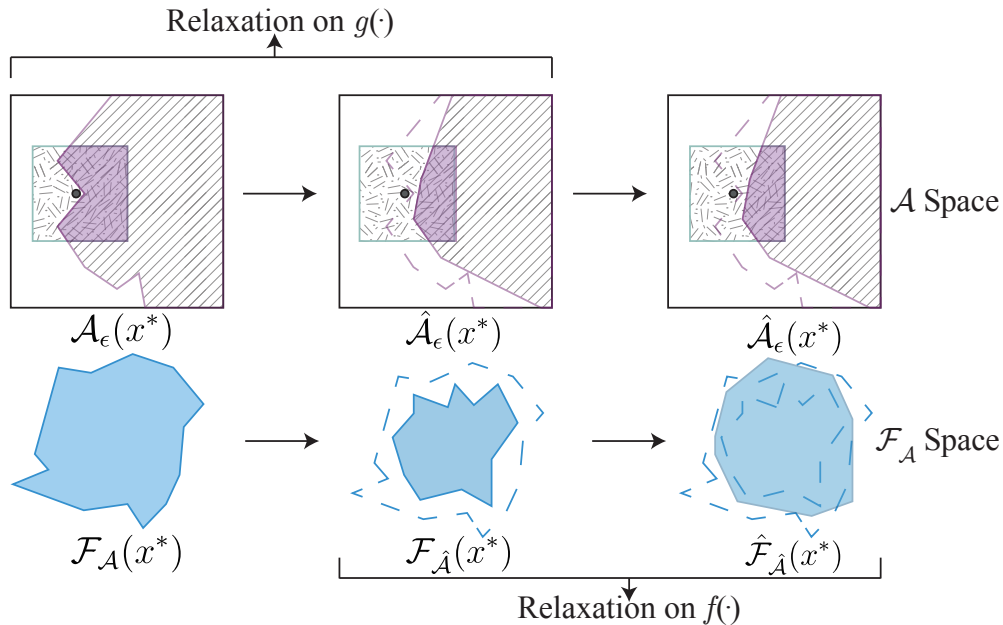 Relaxation on g(·)
𝒜 Space
𝒜_ϵ(x*) 𝒜̂_ϵ(x*) 𝒜̂_ϵ(x*)
ℱ_𝒜 Space
ℱ_𝒜(x*) ℱ_𝒜̂(x*) ℱ̂_𝒜̂(x*)
Relaxation on f(·)